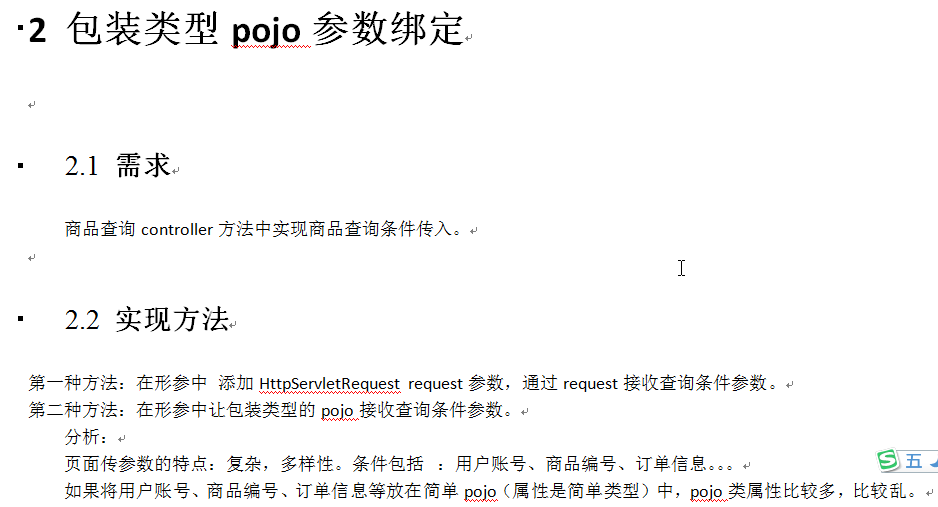 2 包装类型 pojo 参数绑定
2.1 需求
商品查询 controller 方法中实现商品查询条件传入。
2.2 实现方法
第一种方法：在形参中 添加 HttpServletRequest request 参数，通过 request 接收查询条件参数。
第二种方法：在形参中让包装类型的 pojo 接收查询条件参数。
分析：
页面传参数的特点：复杂，多样性。条件包括 ：用户账号、商品编号、订单信息。。。
五
如果将用户账号、商品编号、订单信息等放在简单 pojo（属性是简单类型）中，pojo 类属性比较多，比较乱。